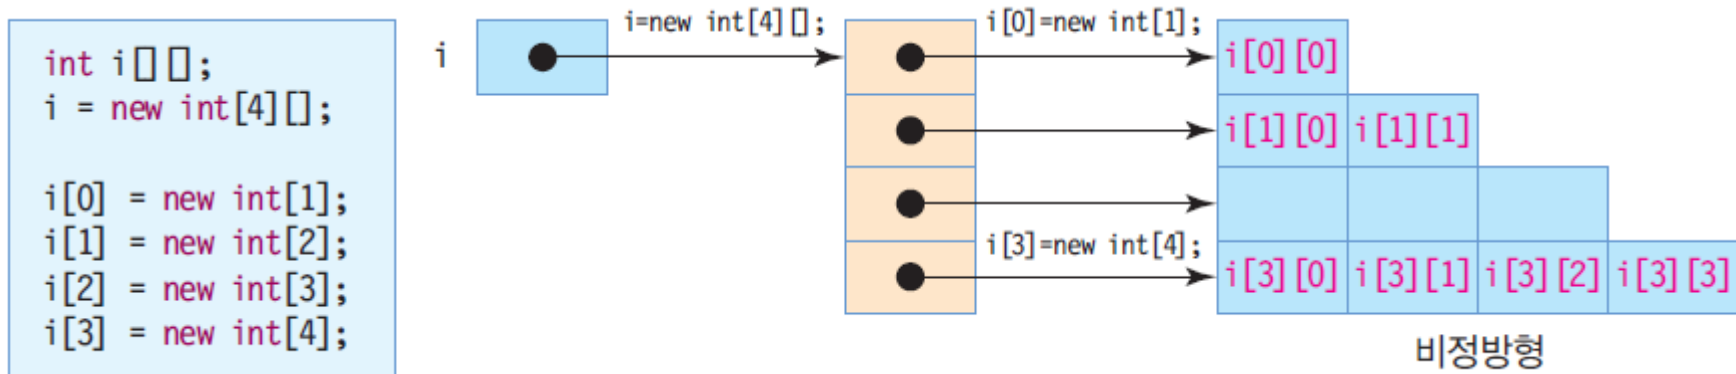 int i[][];
i = new int[4][];
i[0] = new int[1];
i[1] = new int[2];
i[2] = new int[3];
i[3] = new int[4];
i
i=new int[4][];
i[0]=new int[1];
i[3]=new int[4];
i[0][0]
i[1][0] i[1][1]
i[3][0] i[3][1] i[3][2] i[3][3]
비정방형